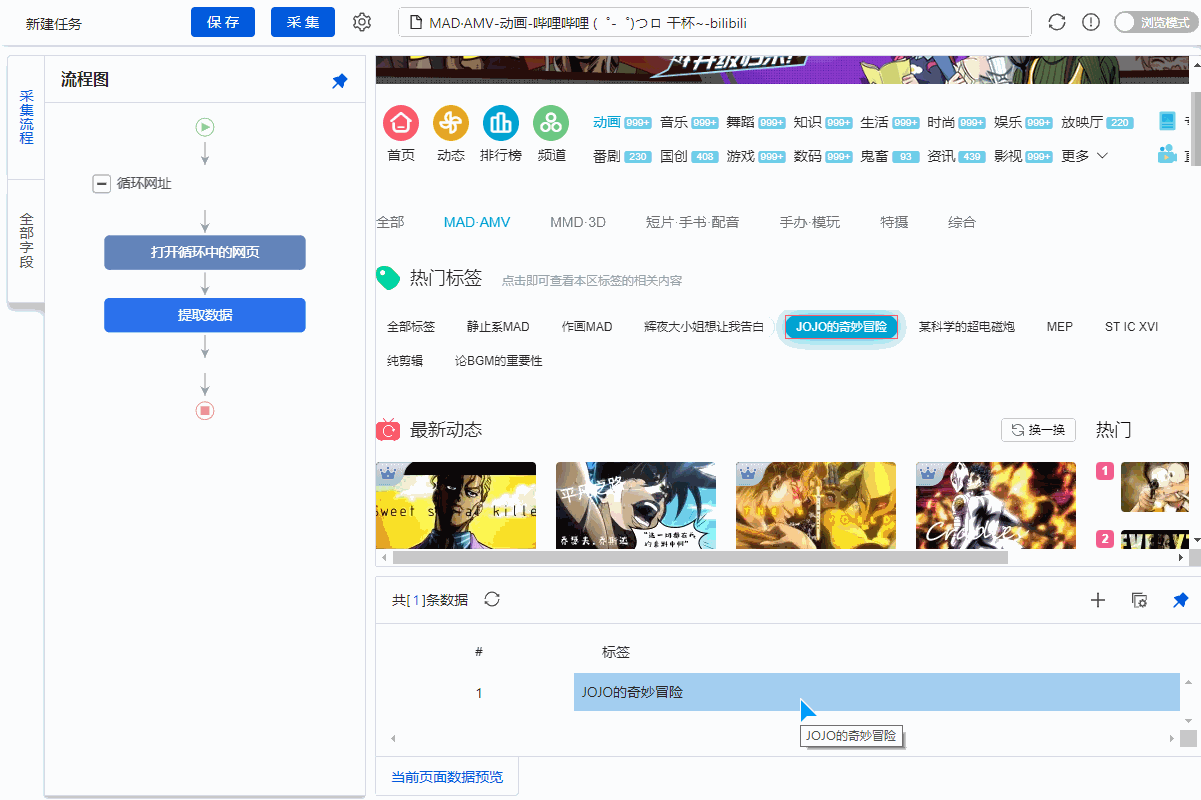 新建任务
保存
采集
MAD·AMV-动画-哔哩哔哩 ( ゜- ゜)つロ 干杯~-bilibili
浏览模式
采集流程
全部字段
流程图
循环网址
打开循环中的网页
提取数据
首页
动态
排行榜
频道
动画 999+ 音乐 999+ 舞蹈 999+ 知识 999+ 生活 999+ 时尚 999+ 娱乐 999+ 放映厅 220
番剧 230 国创 408 游戏 999+ 数码 999+ 鬼畜 93 资讯 439 影视 999+ 更多
全部 MAD·AMV MMD·3D 短片·手书·配音 手办·模玩 特摄 综合
热门标签 点击即可查看本区标签的相关内容
全部标签 静止系MAD 作画MAD 辉夜大小姐想让我告白 JOJO的奇妙冒险 某科学的超电磁炮 MEP ST IC XVI
纯剪辑 论BGM的重要性
最新动态
换一换
热门
平凡之路
1
2
共[1]条数据
# 标签
1 JOJO的奇妙冒险
JOJO的奇妙冒险
当前页面数据预览